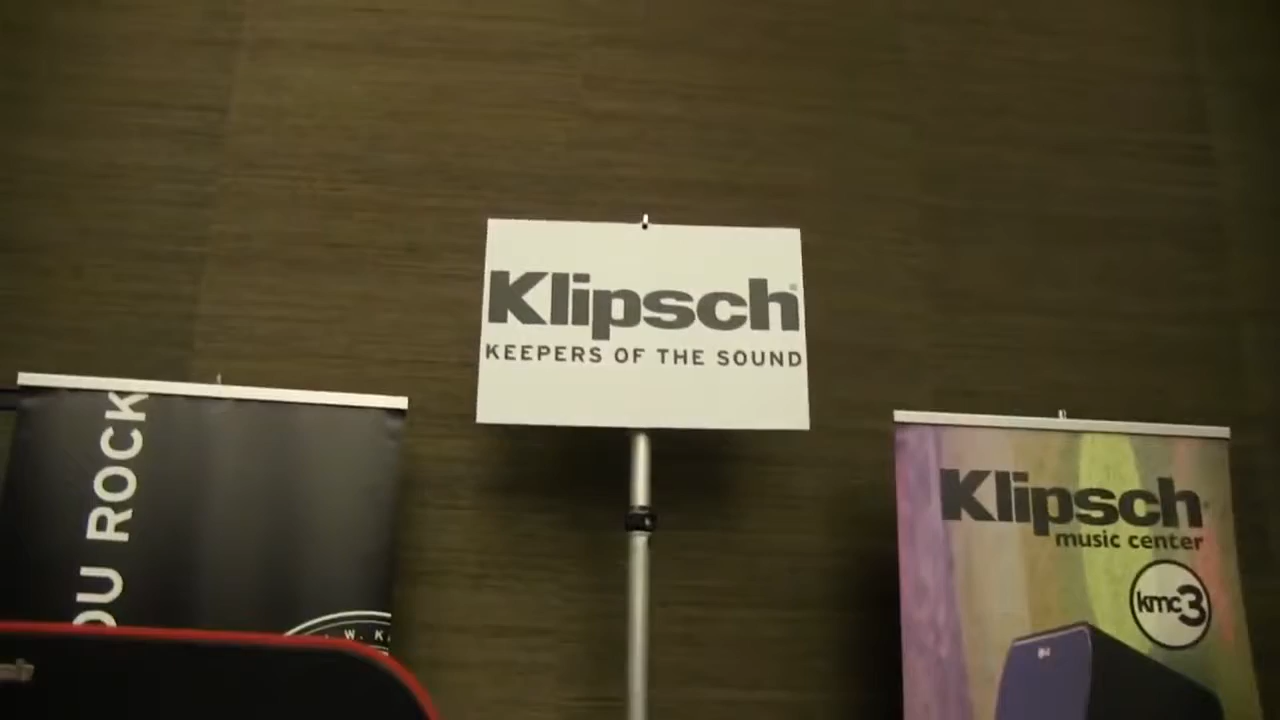 Klipsch
KEEPERS OF THE SOUND
OU ROCK
W. K
Klipsch
music center
kmc3